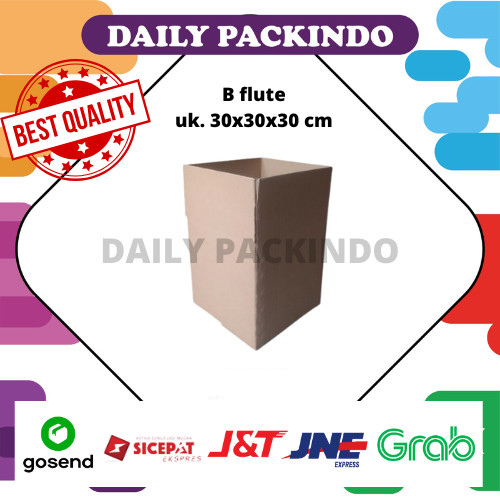 DAILY PACKINDO
BEST QUALITY
B flute
uk. 30x30x30 cm
DAILY PACKINDO
gosend
SICEPAT
EKSPRES
J&T
JNE
EXPRESS
Grab